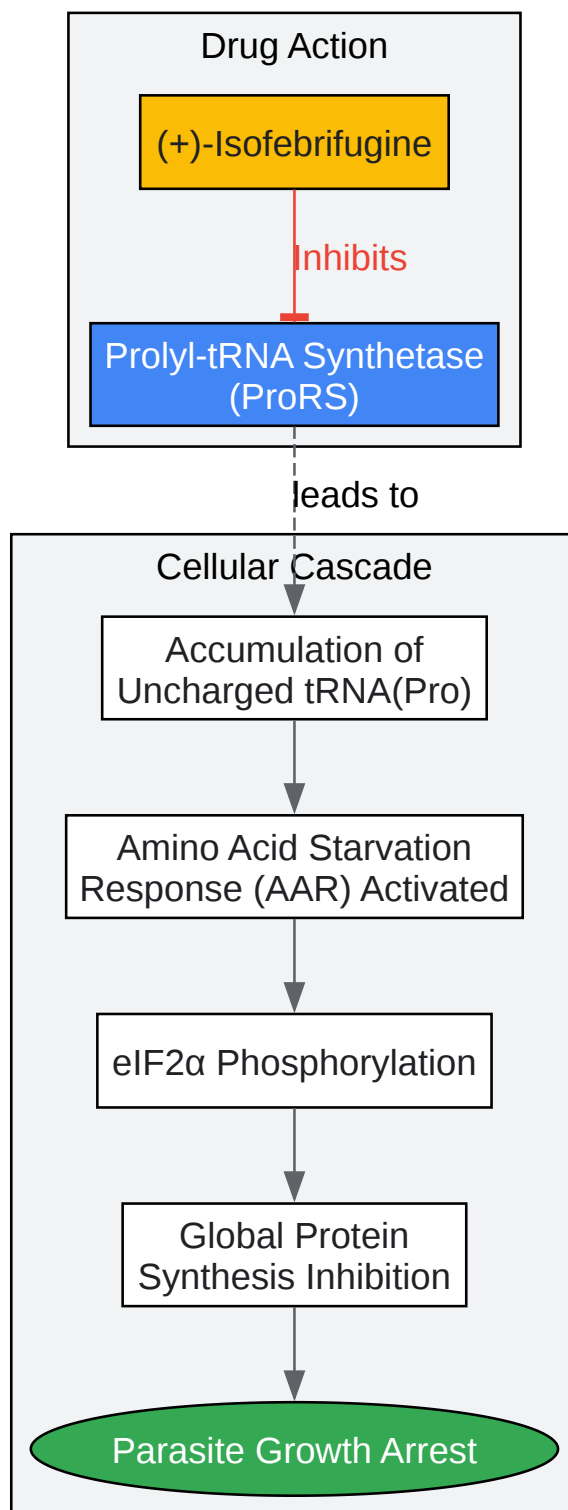 Drug Action
(+)-Isofebrifugine
Inhibits
Prolyl-tRNA Synthetase
(ProRS)
leads to
Cellular Cascade
Accumulation of
Uncharged tRNA(Pro)
Amino Acid Starvation
Response (AAR) Activated
eIF2α Phosphorylation
Global Protein
Synthesis Inhibition
Parasite Growth Arrest